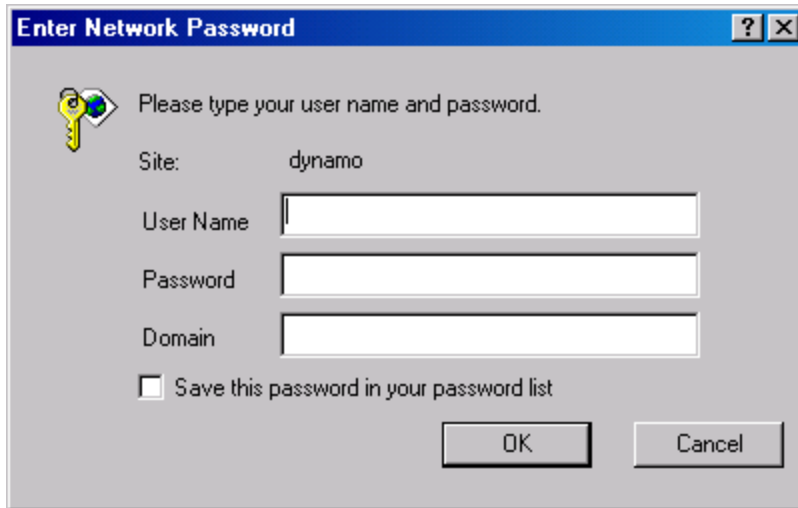 Enter Network Password
Please type your user name and password.
Site: dynamo
User Name
Password
Domain
Save this password in your password list
OK Cancel